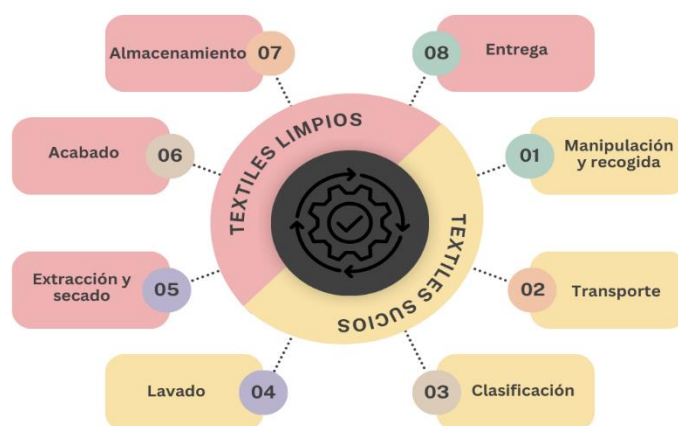 Almacenamiento
07
08
Entrega
Acabado
06
TEXTILES LIMPIOS
01
Manipulación
y recogida
Extracción y
secado
05
TEXTILES SUCIOS
02
Transporte
Lavado
04
03
Clasificación